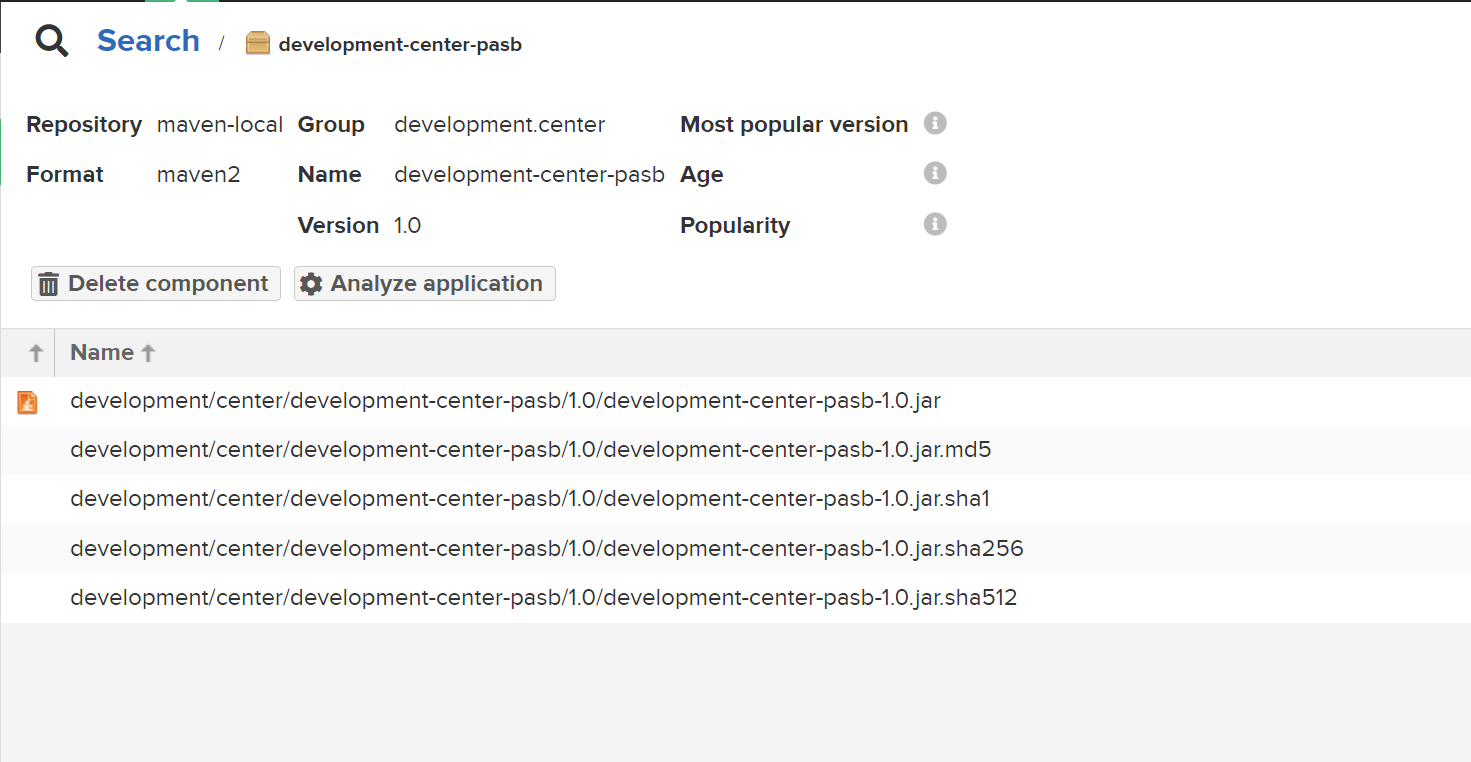 Search / development-center-pasb
Repository maven-local Group development.center Most popular version
Format maven2 Name development-center-pasb Age
Version 1.0 Popularity
Delete component Analyze application
Name
development/center/development-center-pasb/1.0/development-center-pasb-1.0.jar
development/center/development-center-pasb/1.0/development-center-pasb-1.0.jar.md5
development/center/development-center-pasb/1.0/development-center-pasb-1.0.jar.sha1
development/center/development-center-pasb/1.0/development-center-pasb-1.0.jar.sha256
development/center/development-center-pasb/1.0/development-center-pasb-1.0.jar.sha512